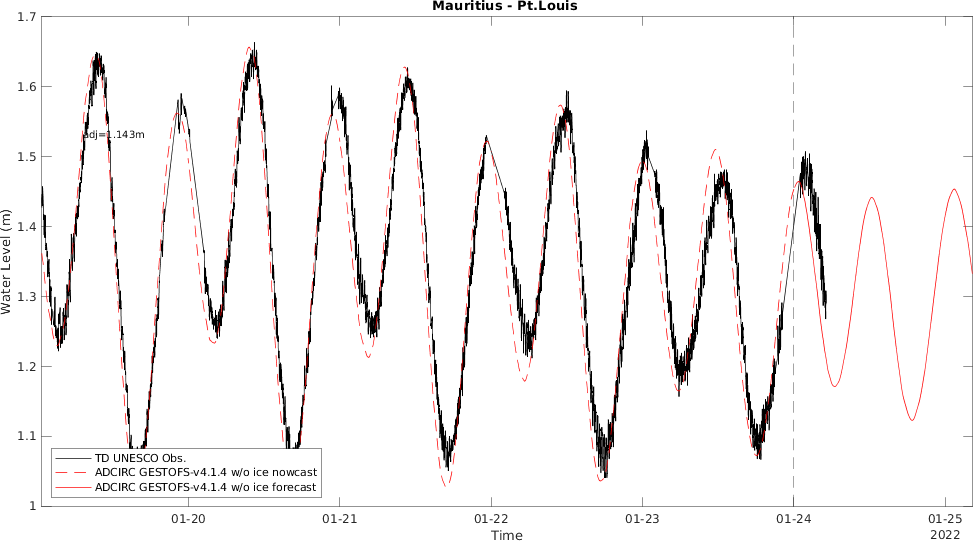 Mauritius - Pt.Louis
1.7
1.6
1.5
1.4
1.3
1.2
1.1
1
Water Level (m)
adj=1.143m
TD UNESCO Obs.
ADCIRC GESTOFS-v4.1.4 w/o ice nowcast
ADCIRC GESTOFS-v4.1.4 w/o ice forecast
01-20
01-21
01-22
01-23
01-24
01-25
Time
2022